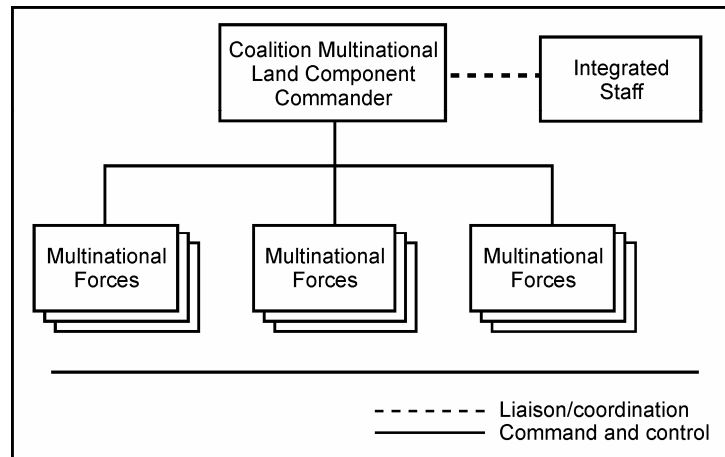 Coalition Multinational
Land Component
Commander
Integrated
Staff
Multinational
Forces
Multinational
Forces
Multinational
Forces
Liaison/coordination
Command and control